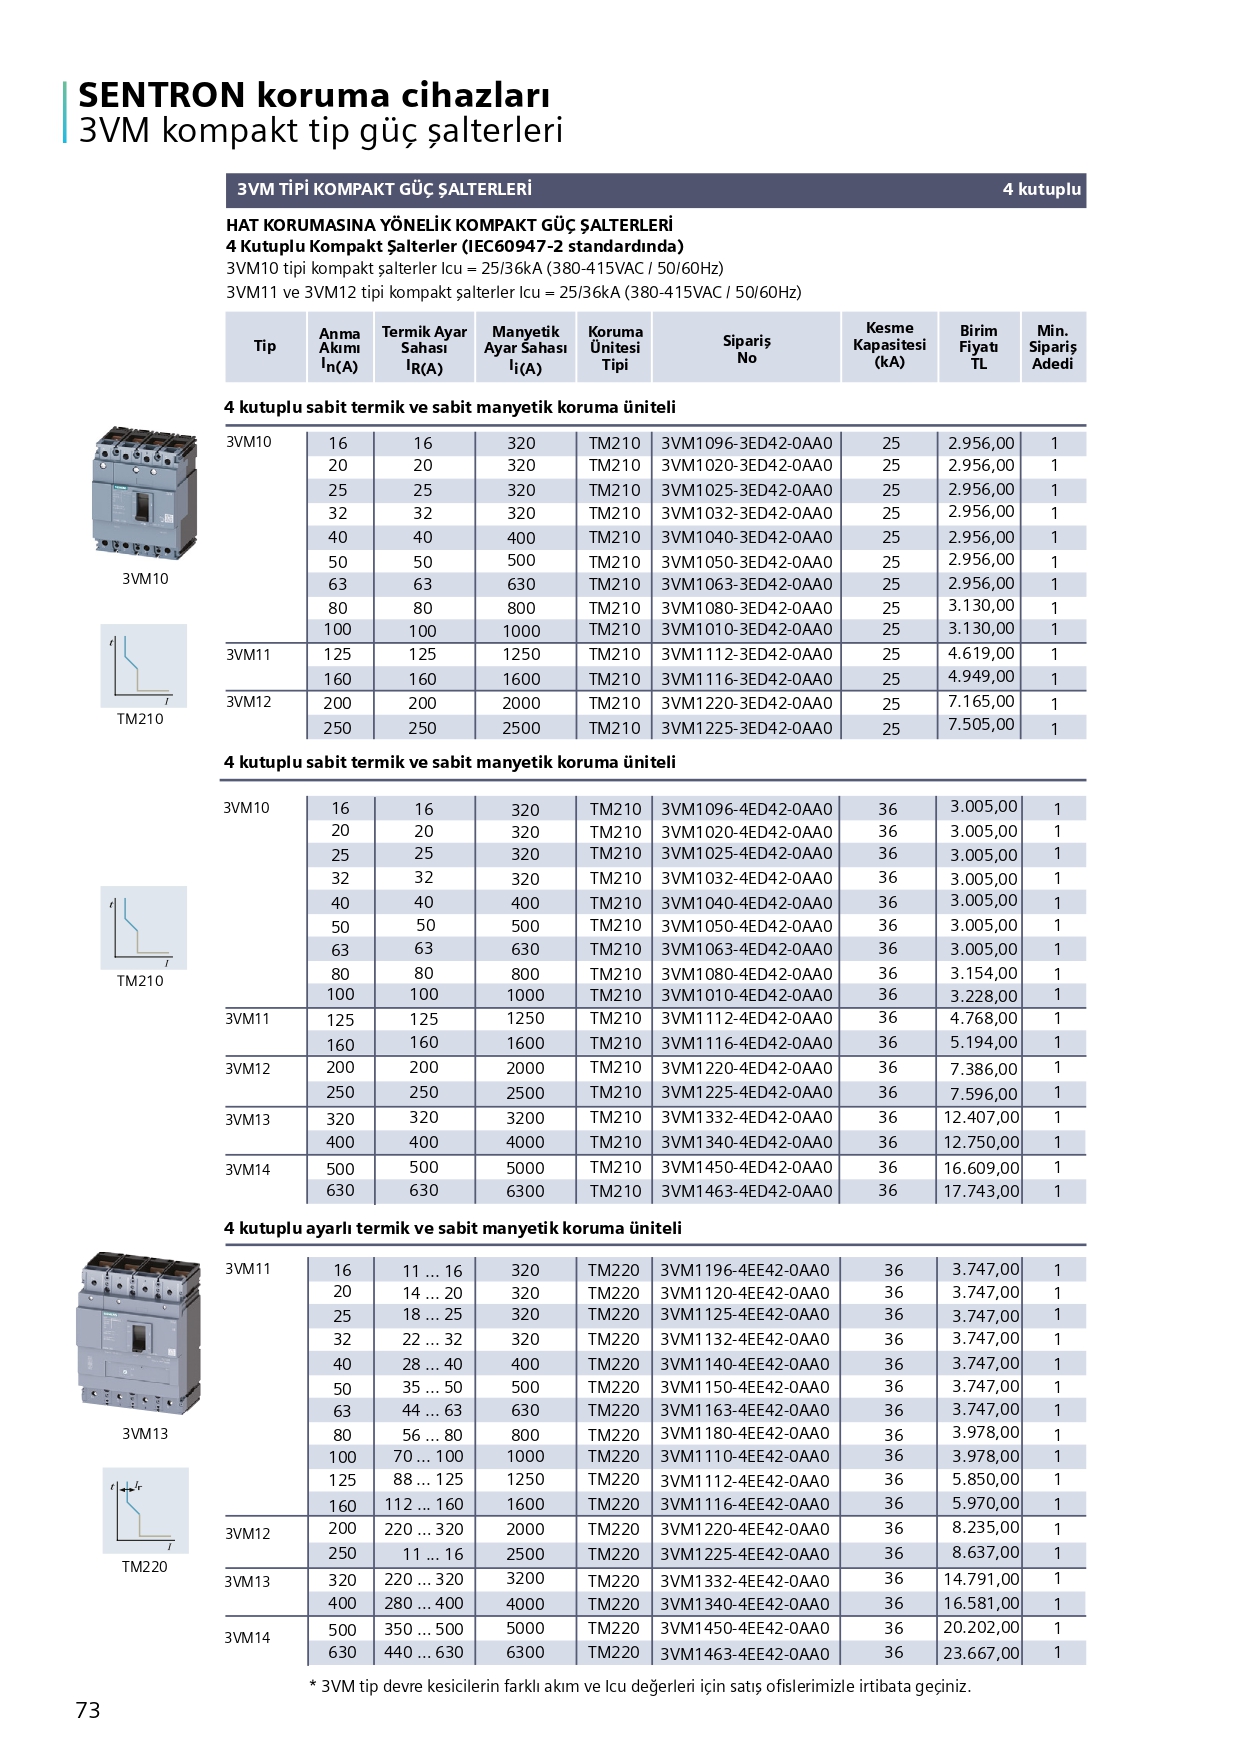 SENTRON koruma cihazları
3VM kompakt tip güç şalterleri
3VM TİPİ KOMPAKT GÜÇ ŞALTERLERİ 4 kutuplu
HAT KORUMASINA YÖNELİK KOMPAKT GÜÇ ŞALTERLERİ
4 Kutuplu Kompakt Şalterler (IEC60947-2 standardında)
3VM10 tipi kompakt şalterler Icu = 25/36kA (380-415VAC / 50/60Hz)
3VM11 ve 3VM12 tipi kompakt şalterler Icu = 25/36kA (380-415VAC / 50/60Hz)
Tip Anma Akımı In(A) Termik Ayar Sahası IR(A) Manyetik Ayar Sahası Ii(A) Koruma Ünitesi Tipi Sipariş No Kesme Kapasitesi (kA) Birim Fiyatı TL Min. Sipariş Adedi
4 kutuplu sabit termik ve sabit manyetik koruma üniteli
3VM10 16 16 320 TM210 3VM1096-3ED42-0AA0 25 2.956,00 1
20 20 320 TM210 3VM1020-3ED42-0AA0 25 2.956,00 1
25 25 320 TM210 3VM1025-3ED42-0AA0 25 2.956,00 1
32 32 320 TM210 3VM1032-3ED42-0AA0 25 2.956,00 1
40 40 400 TM210 3VM1040-3ED42-0AA0 25 2.956,00 1
50 50 500 TM210 3VM1050-3ED42-0AA0 25 2.956,00 1
63 63 630 TM210 3VM1063-3ED42-0AA0 25 2.956,00 1
80 80 800 TM210 3VM1080-3ED42-0AA0 25 3.130,00 1
100 100 1000 TM210 3VM1010-3ED42-0AA0 25 3.130,00 1
3VM11 125 125 1250 TM210 3VM1112-3ED42-0AA0 25 4.619,00 1
160 160 1600 TM210 3VM1116-3ED42-0AA0 25 4.949,00 1
3VM12 200 200 2000 TM210 3VM1220-3ED42-0AA0 25 7.165,00 1
250 250 2500 TM210 3VM1225-3ED42-0AA0 25 7.505,00 1
3VM10
t
I
TM210
4 kutuplu sabit termik ve sabit manyetik koruma üniteli
3VM10 16 16 320 TM210 3VM1096-4ED42-0AA0 36 3.005,00 1
20 20 320 TM210 3VM1020-4ED42-0AA0 36 3.005,00 1
25 25 320 TM210 3VM1025-4ED42-0AA0 36 3.005,00 1
32 32 320 TM210 3VM1032-4ED42-0AA0 36 3.005,00 1
40 40 400 TM210 3VM1040-4ED42-0AA0 36 3.005,00 1
50 50 500 TM210 3VM1050-4ED42-0AA0 36 3.005,00 1
63 63 630 TM210 3VM1063-4ED42-0AA0 36 3.005,00 1
80 80 800 TM210 3VM1080-4ED42-0AA0 36 3.154,00 1
100 100 1000 TM210 3VM1010-4ED42-0AA0 36 3.228,00 1
3VM11 125 125 1250 TM210 3VM1112-4ED42-0AA0 36 4.768,00 1
160 160 1600 TM210 3VM1116-4ED42-0AA0 36 5.194,00 1
3VM12 200 200 2000 TM210 3VM1220-4ED42-0AA0 36 7.386,00 1
250 250 2500 TM210 3VM1225-4ED42-0AA0 36 7.596,00 1
3VM13 320 320 3200 TM210 3VM1332-4ED42-0AA0 36 12.407,00 1
400 400 4000 TM210 3VM1340-4ED42-0AA0 36 12.750,00 1
3VM14 500 500 5000 TM210 3VM1450-4ED42-0AA0 36 16.609,00 1
630 630 6300 TM210 3VM1463-4ED42-0AA0 36 17.743,00 1
t
I
TM210
4 kutuplu ayarlı termik ve sabit manyetik koruma üniteli
3VM11 16 11 ... 16 320 TM220 3VM1196-4EE42-0AA0 36 3.747,00 1
20 14 ... 20 320 TM220 3VM1120-4EE42-0AA0 36 3.747,00 1
25 18 ... 25 320 TM220 3VM1125-4EE42-0AA0 36 3.747,00 1
32 22 ... 32 320 TM220 3VM1132-4EE42-0AA0 36 3.747,00 1
40 28 ... 40 400 TM220 3VM1140-4EE42-0AA0 36 3.747,00 1
50 35 ... 50 500 TM220 3VM1150-4EE42-0AA0 36 3.747,00 1
63 44 ... 63 630 TM220 3VM1163-4EE42-0AA0 36 3.747,00 1
80 56 ... 80 800 TM220 3VM1180-4EE42-0AA0 36 3.978,00 1
100 70 ... 100 1000 TM220 3VM1110-4EE42-0AA0 36 3.978,00 1
125 88 ... 125 1250 TM220 3VM1112-4EE42-0AA0 36 5.850,00 1
160 112 ... 160 1600 TM220 3VM1116-4EE42-0AA0 36 5.970,00 1
3VM12 200 220 ... 320 2000 TM220 3VM1220-4EE42-0AA0 36 8.235,00 1
250 11 ... 16 2500 TM220 3VM1225-4EE42-0AA0 36 8.637,00 1
3VM13 320 220 ... 320 3200 TM220 3VM1332-4EE42-0AA0 36 14.791,00 1
400 280 ... 400 4000 TM220 3VM1340-4EE42-0AA0 36 16.581,00 1
3VM14 500 350 ... 500 5000 TM220 3VM1450-4EE42-0AA0 36 20.202,00 1
630 440 ... 630 6300 TM220 3VM1463-4EE42-0AA0 36 23.667,00 1
3VM13
t
Ir
I
TM220
* 3VM tip devre kesicilerin farklı akım ve Icu değerleri için satış ofislerimizle irtibata geçiniz.
73